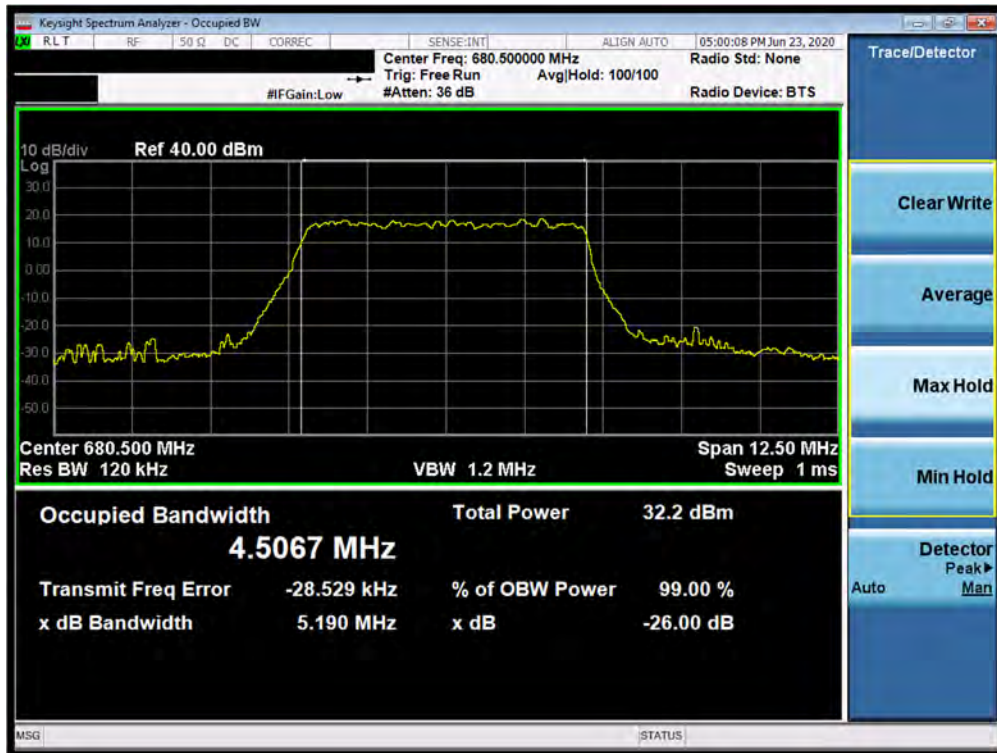 Keysight Spectrum Analyzer - Occupied BW
LXI RLT RF 50 Ω DC CORREC SENSE:INT ALIGN AUTO 05:00:08 PM Jun 23, 2020
Center Freq: 680.500000 MHz Radio Std: None
Trig: Free Run Avg|Hold: 100/100
#IFGain:Low #Atten: 36 dB Radio Device: BTS
10 dB/div Ref 40.00 dBm
Log
30.0
20.0
10.0
0.00
-10.0
-20.0
-30.0
-40.0
-50.0
Center 680.500 MHz Span 12.50 MHz
Res BW 120 kHz VBW 1.2 MHz Sweep 1 ms
Occupied Bandwidth Total Power 32.2 dBm
4.5067 MHz
Transmit Freq Error -28.529 kHz % of OBW Power 99.00 %
x dB Bandwidth 5.190 MHz x dB -26.00 dB
MSG STATUS
Trace/Detector
Clear Write
Average
Max Hold
Min Hold
Detector
Peak▶
Auto Man